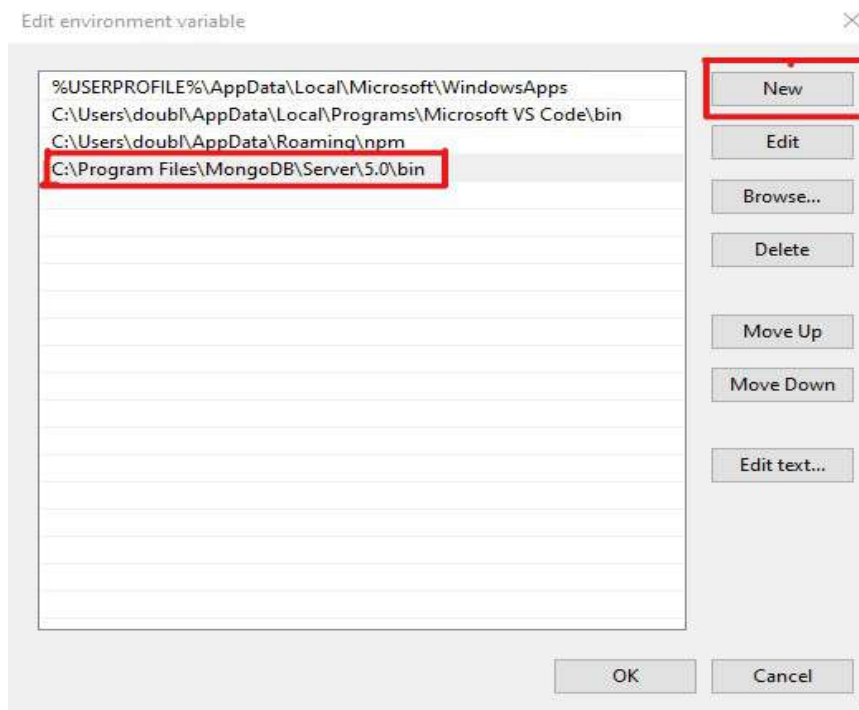 Edit environment variable
%USERPROFILE%\AppData\Local\Microsoft\WindowsApps
C:\Users\doubl\AppData\Local\Programs\Microsoft VS Code\bin
C:\Users\doubl\AppData\Roaming\npm
C:\Program Files\MongoDB\Server\5.0\bin
New
Edit
Browse...
Delete
Move Up
Move Down
Edit text...
OK
Cancel